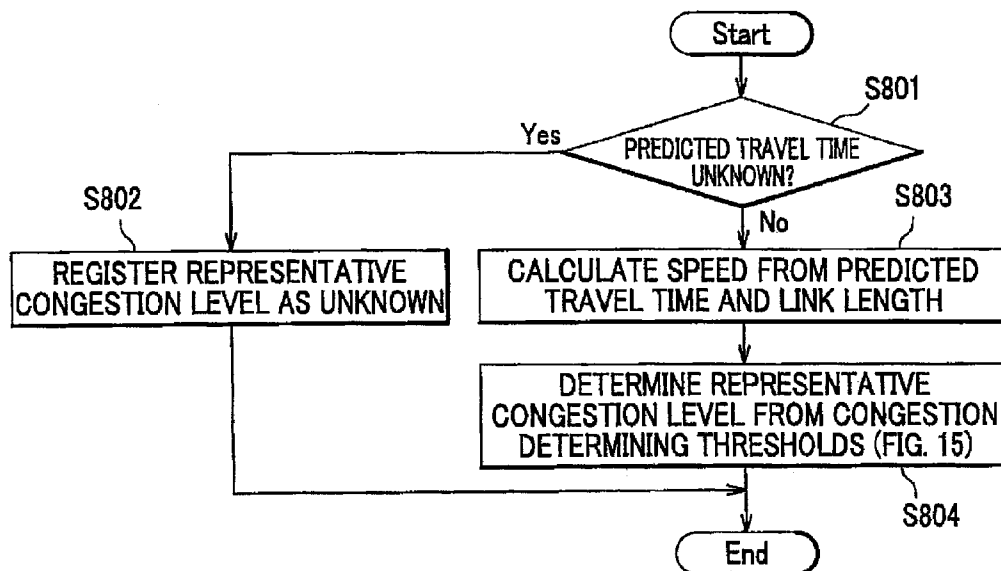 Start
S801
Yes
PREDICTED TRAVEL TIME
UNKNOWN?
S802
No
S803
REGISTER REPRESENTATIVE
CONGESTION LEVEL AS UNKNOWN
CALCULATE SPEED FROM PREDICTED
TRAVEL TIME AND LINK LENGTH
DETERMINE REPRESENTATIVE
CONGESTION LEVEL FROM CONGESTION
DETERMINING THRESHOLDS (FIG. 15)
S804
End